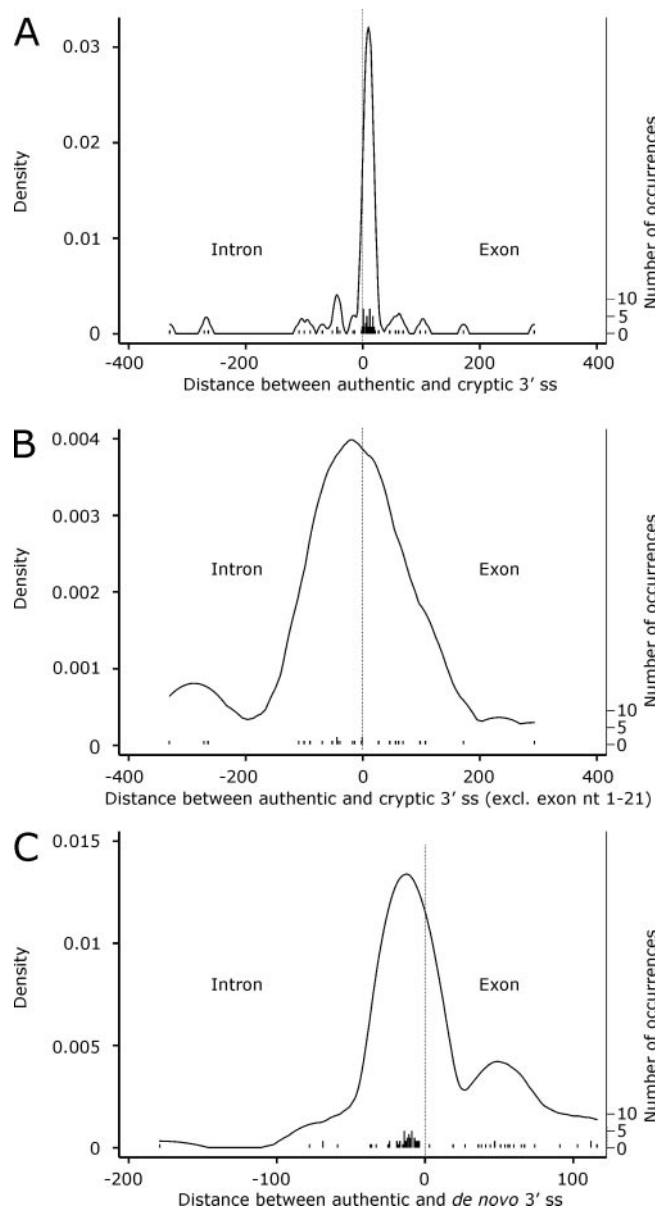 A
0.03
0.02
0.01
0
Density
Intron
Exon
10
5
0
Number of occurrences
-400
-200
0
200
400
Distance between authentic and cryptic 3′ ss
B
0.004
0.003
0.002
0.001
0
Density
Intron
Exon
10
5
0
Number of occurrences
-400
-200
0
200
400
Distance between authentic and cryptic 3′ ss (excl. exon nt 1-21)
C
0.015
0.01
0.005
0
Density
Intron
Exon
10
5
0
Number of occurrences
-200
-100
0
100
Distance between authentic and de novo 3′ ss